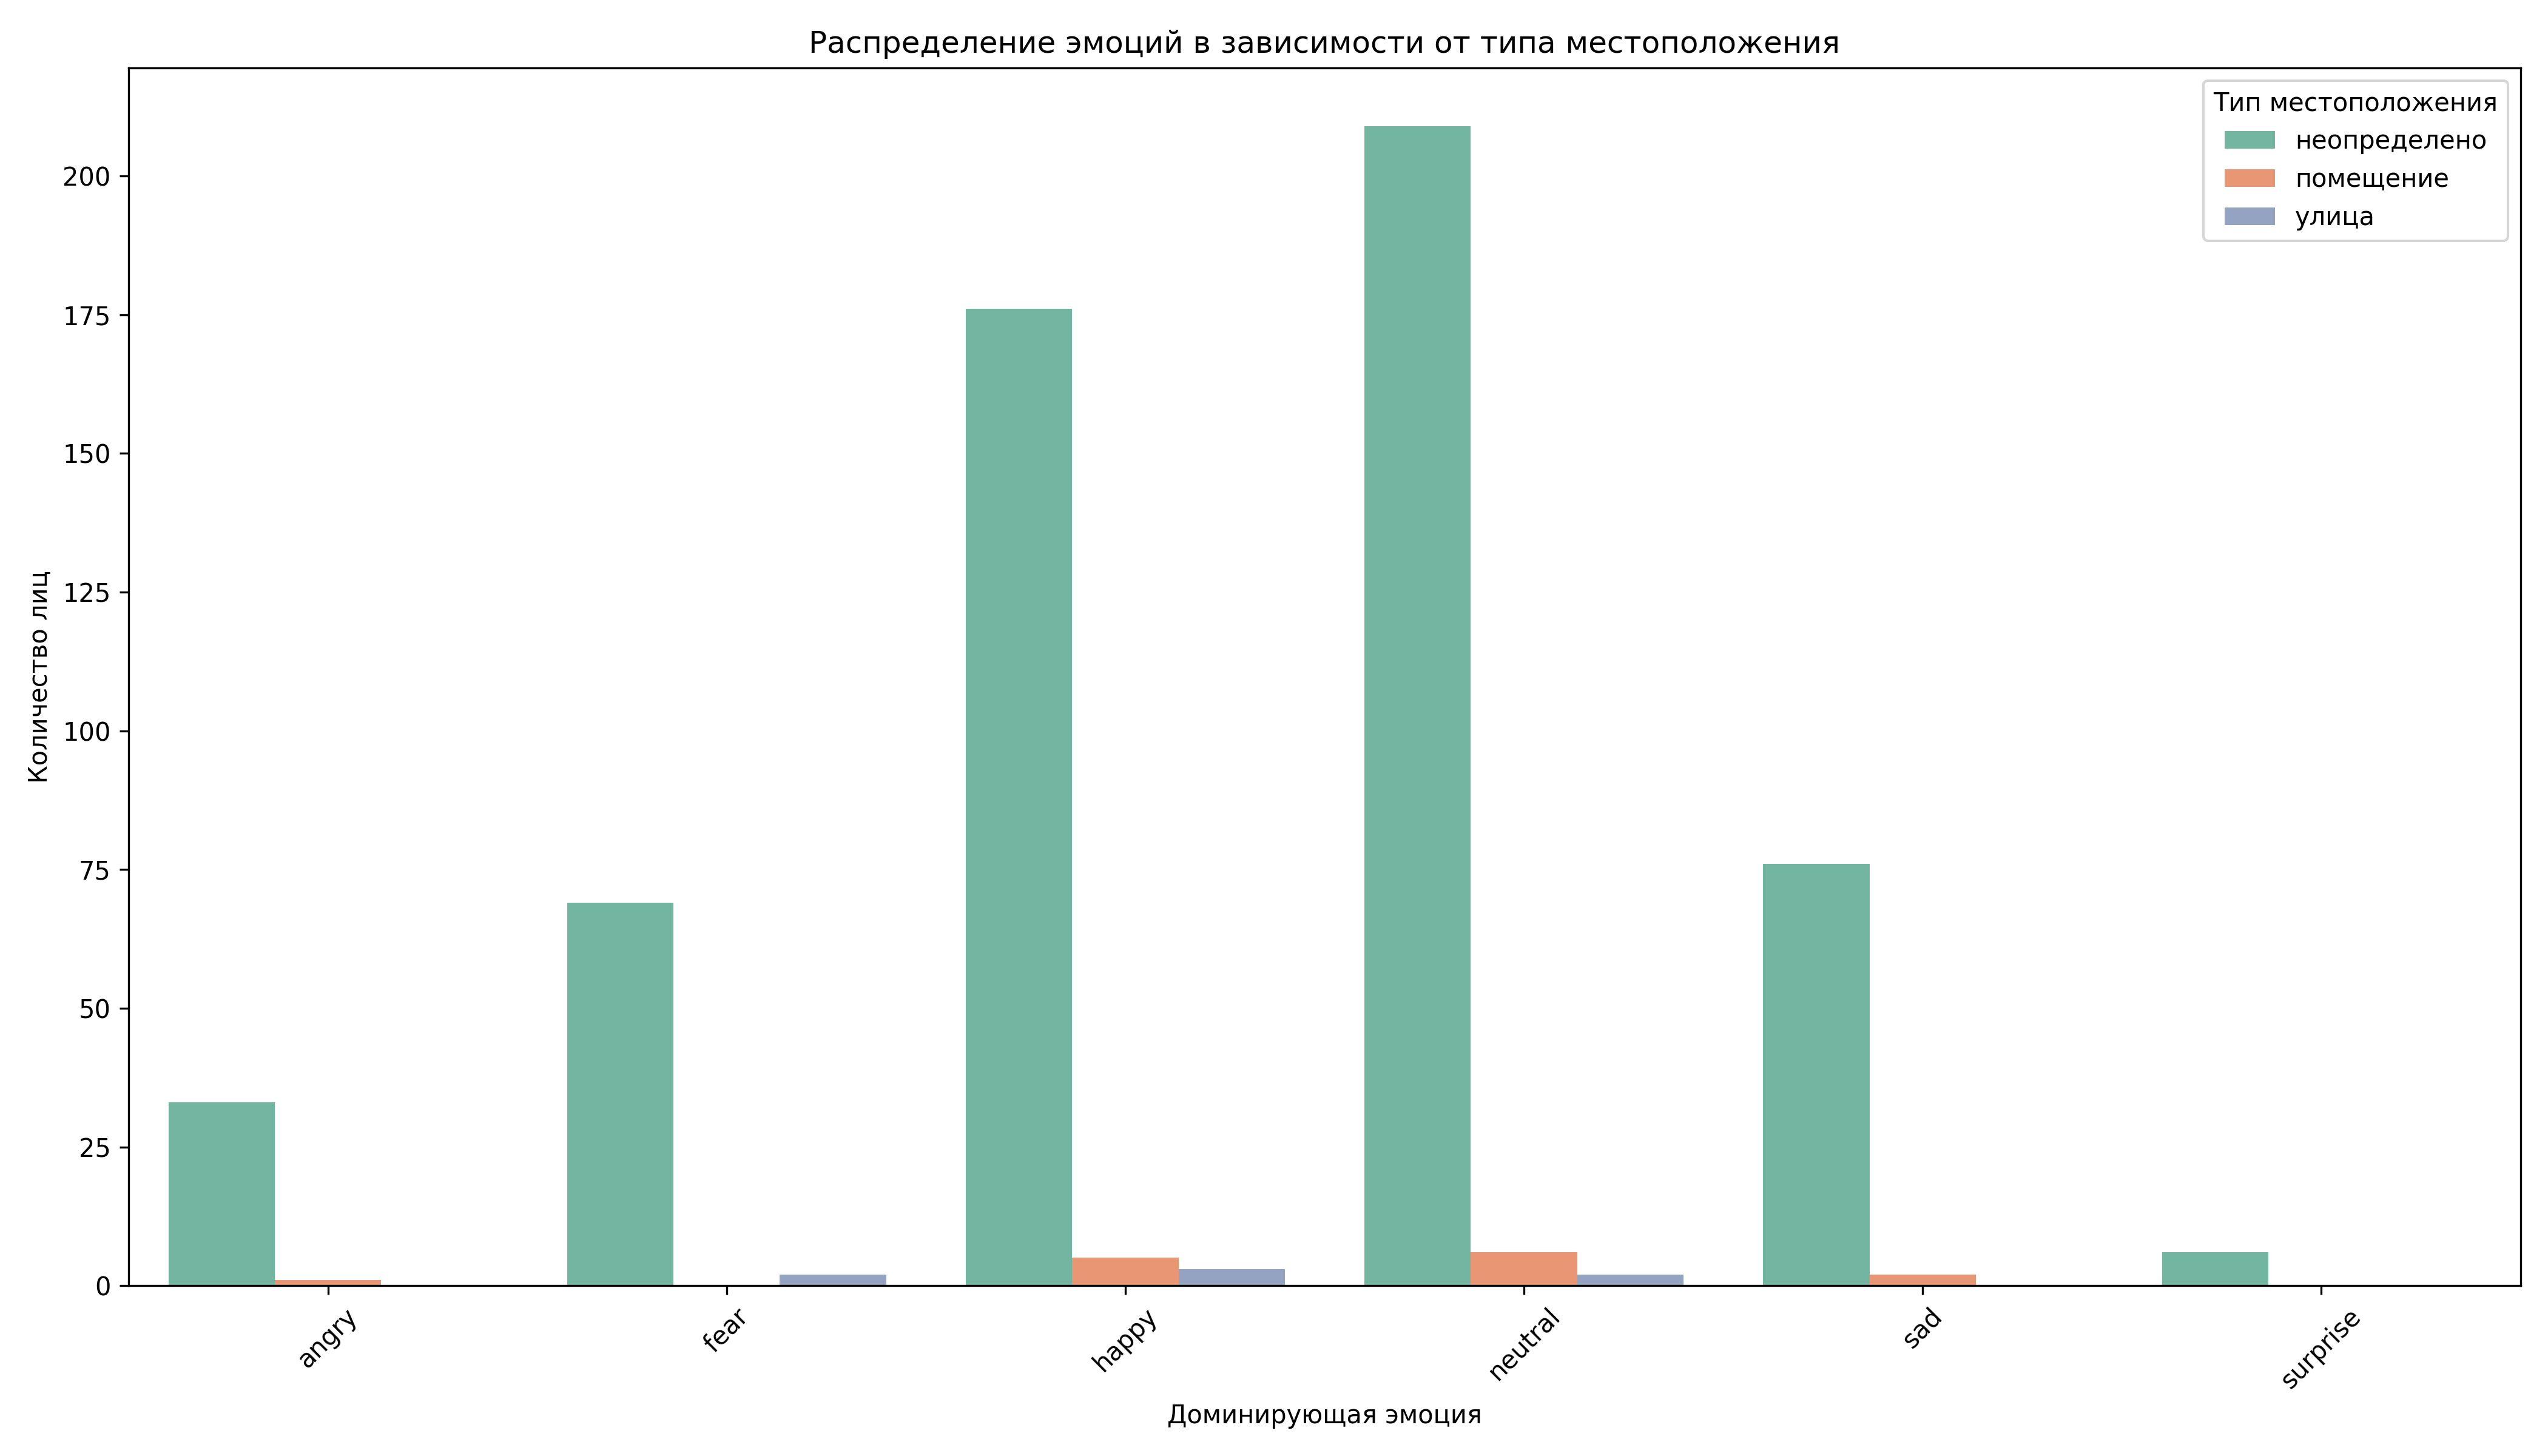 Распределение эмоций в зависимости от типа местоположения
Тип местоположения
неопределено
помещение
улица
Количество лиц
200
175
150
125
100
75
50
25
0
angry
fear
happy
neutral
sad
surprise
Доминирующая эмоция